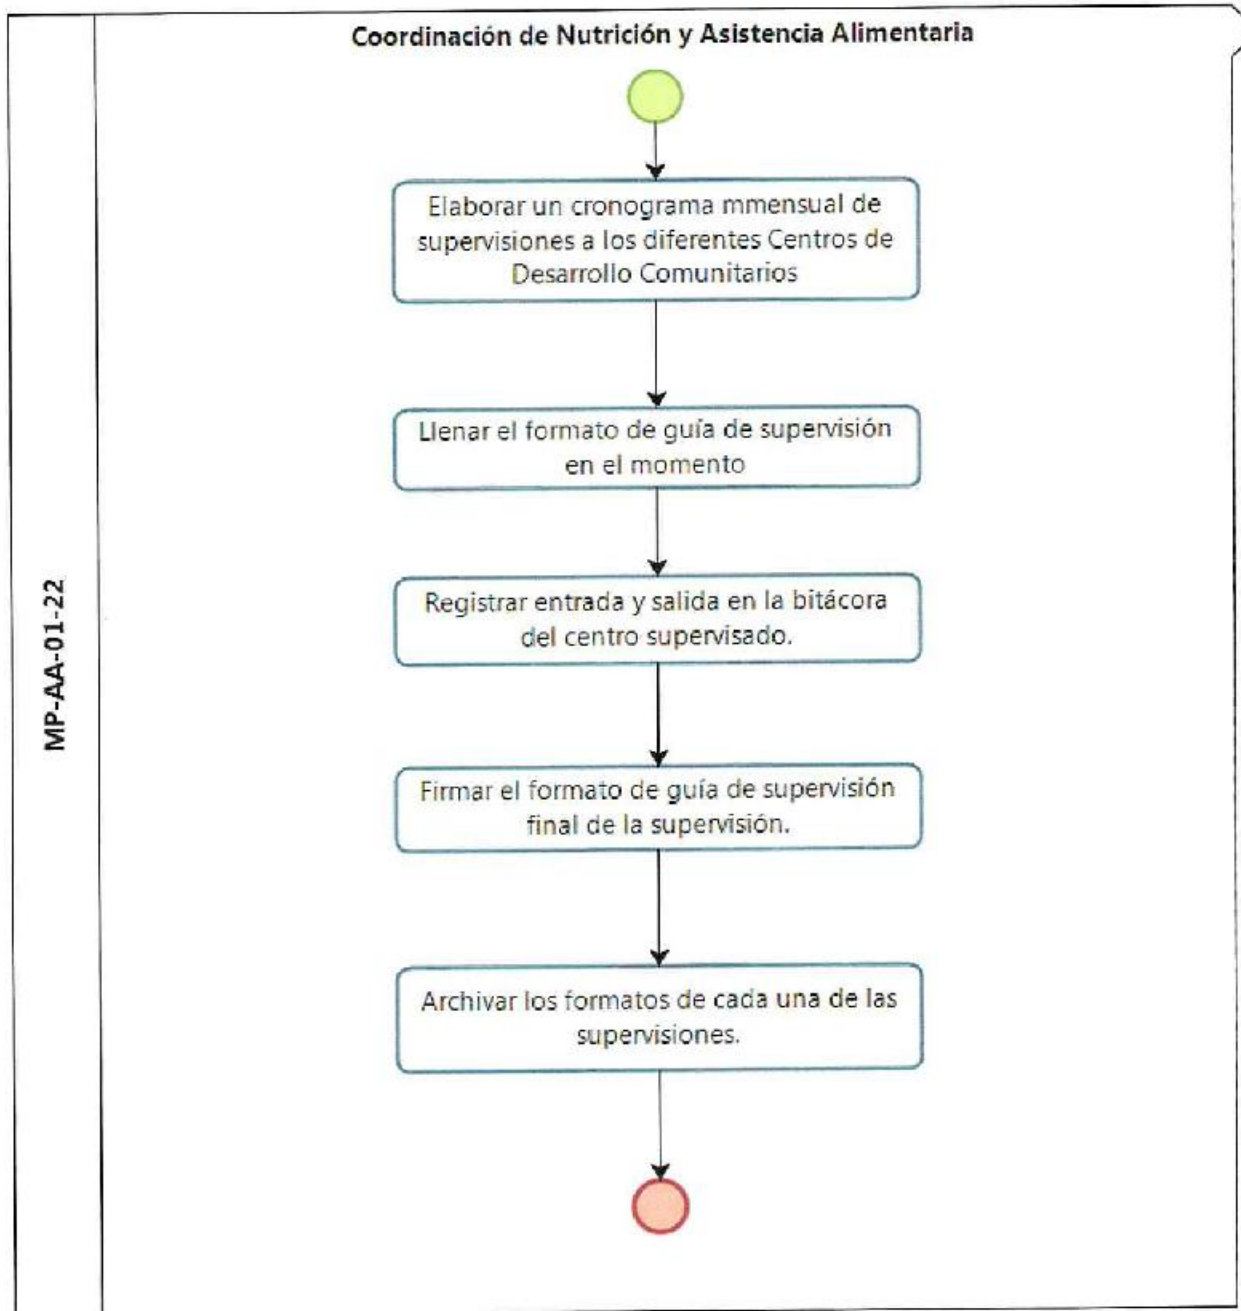 Coordinación de Nutrición y Asistencia Alimentaria
MP-AA-01-22
Elaborar un cronograma mmensual de
supervisiones a los diferentes Centros de
Desarrollo Comunitarios
Llenar el formato de guía de supervisión
en el momento
Registrar entrada y salida en la bitácora
del centro supervisado.
Firmar el formato de guía de supervisión
final de la supervisión.
Archivar los formatos de cada una de las
supervisiones.